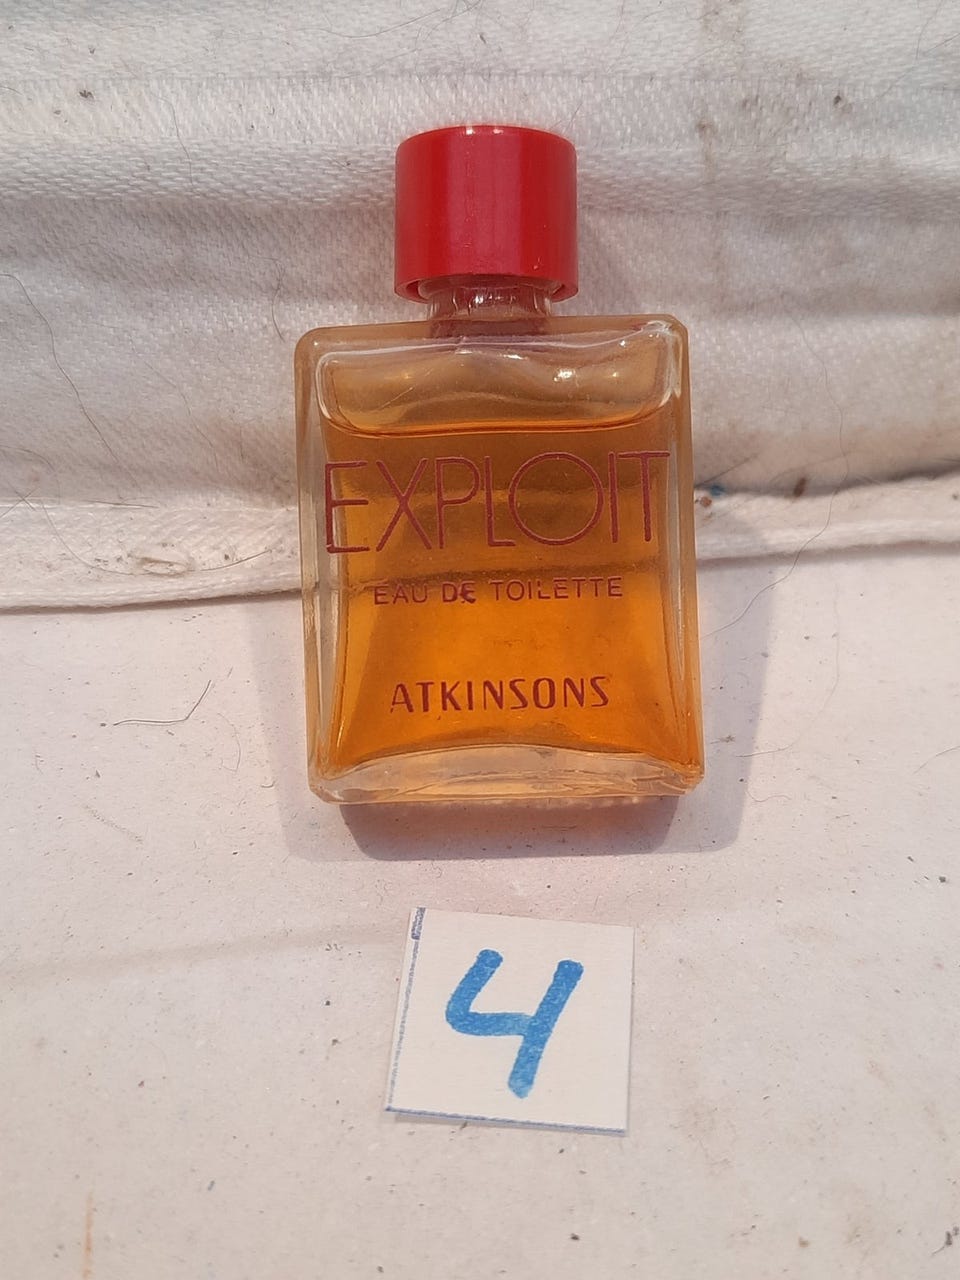 EXPLOIT
EAU DE TOILETTE
ATKINSONS
4